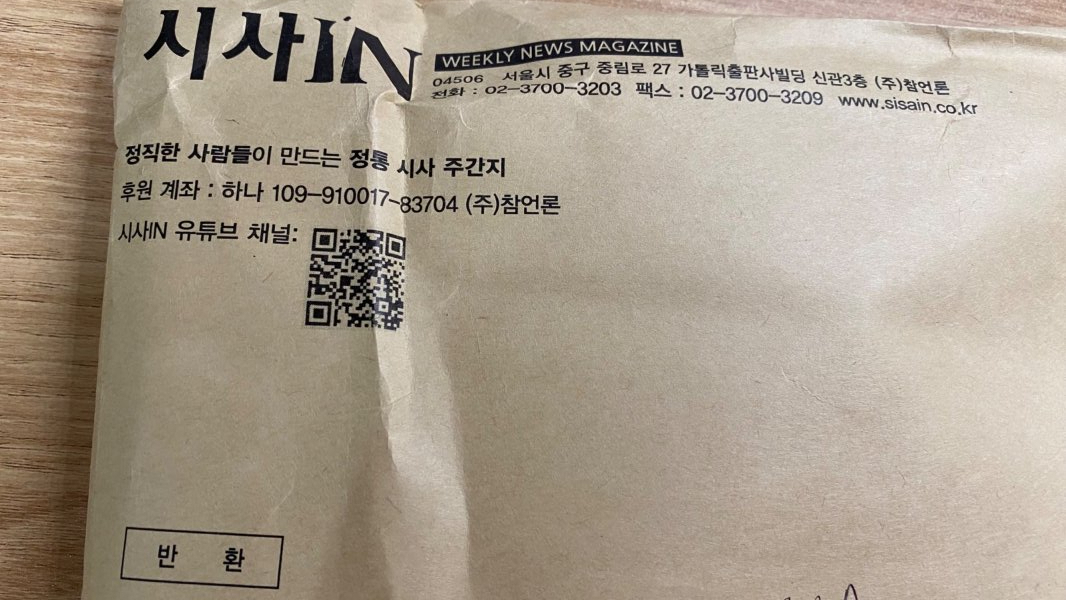 시사IN
WEEKLY NEWS MAGAZINE
04506 서울시 중구 중림로 27 가톨릭출판사빌딩 신관3층 (주)참언론
전화 : 02-3700-3203 팩스 : 02-3700-3209 www.sisain.co.kr
정직한 사람들이 만드는 정통 시사 주간지
후원 계좌 : 하나 109-910017-83704 (주)참언론
시사IN 유튜브 채널:
반 환